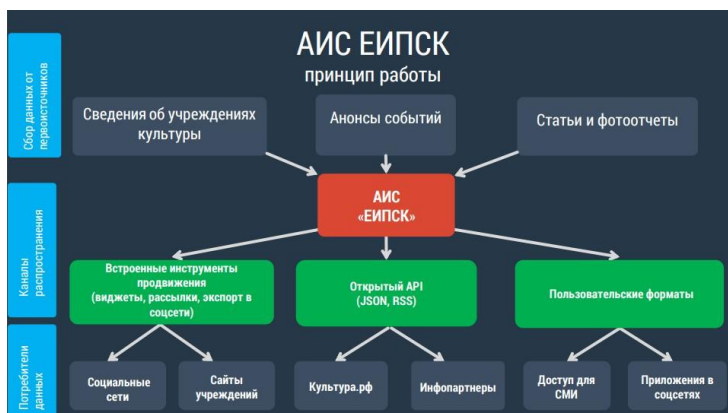 АИС ЕИПСК
принцип работы
Сбор данных от
первоисточников
Сведения об учреждениях
культуры
Анонсы событий
Статьи и фотоотчеты
АИС
«ЕИПСК»
Каналы
распространения
Встроенные инструменты
продвижения
(виджеты, рассылки, экспорт в
соцсети)
Открытый API
(JSON, RSS)
Пользовательские форматы
Потребители
данных
Социальные
сети
Сайты
учреждений
Культура.рф
Инфопартнеры
Доступ для
СМИ
Приложения в
соцсетях